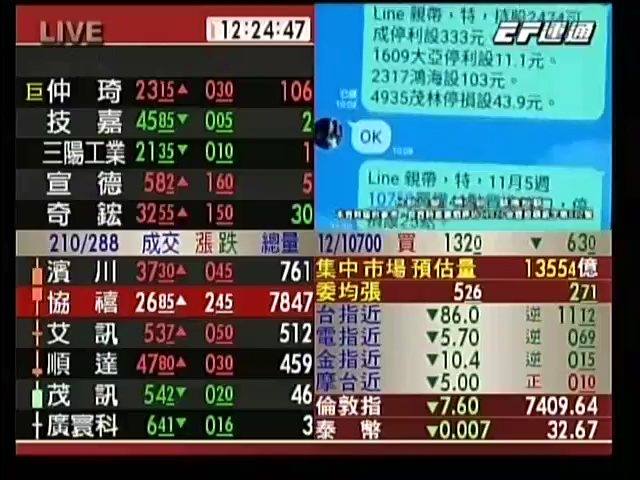 LIVE 12:24:47
巨仲琦 2315▲ 030 106
技嘉 4585▼ 005 2
三陽工業 2135▼ 010 1
宣德 582▲ 160 5
奇鋐 3255▲ 150 30
210/288 成交 漲跌 總量
濱川 3730▲ 045 761
協禧 2685▲ 245 7847
艾訊 537▲ 050 512
順達 4780▲ 030 459
茂訊 542▼ 020 46
廣寰科 641▼ 016 3
Line 親帶，特，持股2474可
成停利設333元。
1609大亞停利設11.1元。
2317鴻海設103元。
4935茂林停損設43.9元。
OK
Line 親帶，特，11月5週
12/10700 買 1320 ▼ 630
集中市場預估量 13554億
委均張 526 271
台指近 ▼86.0 逆 1112
電指近 ▼5.70 逆 069
金指近 ▼10.4 逆 015
摩台近 ▼5.00 正 010
倫敦指 ▼7.60 7409.64
泰幣 ▼0.007 32.67